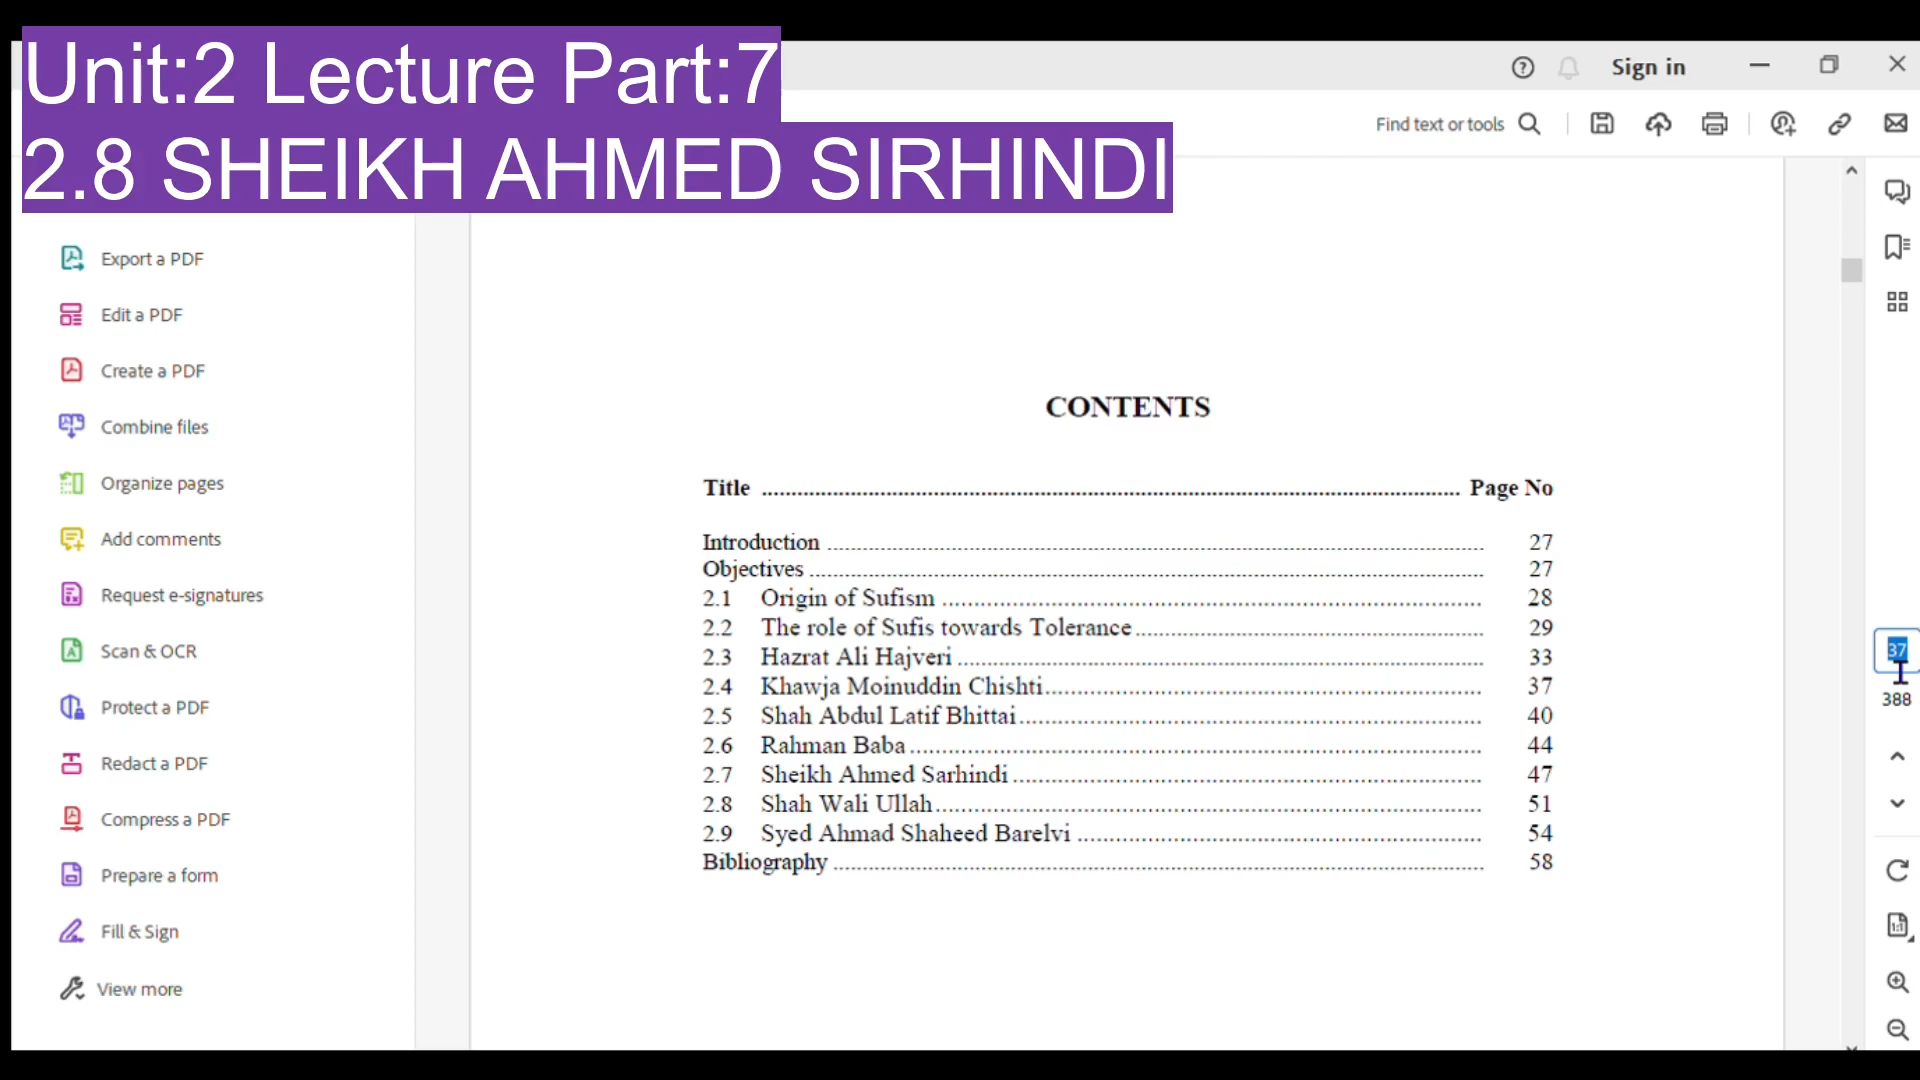 Unit:2 Lecture Part:7
2.8 SHEIKH AHMED SIRHINDI
Sign in
Find text or tools
Export a PDF
Edit a PDF
Create a PDF
Combine files
Organize pages
Add comments
Request e-signatures
Scan & OCR
Protect a PDF
Redact a PDF
Compress a PDF
Prepare a form
Fill & Sign
View more
CONTENTS
Title ........................................ Page No
Introduction ........................................ 27
Objectives ........................................ 27
2.1 Origin of Sufism ........................................ 28
2.2 The role of Sufis towards Tolerance ........................................ 29
2.3 Hazrat Ali Hajveri ........................................ 33
2.4 Khawja Moinuddin Chishti ........................................ 37
2.5 Shah Abdul Latif Bhittai ........................................ 40
2.6 Rahman Baba ........................................ 44
2.7 Sheikh Ahmed Sarhindi ........................................ 47
2.8 Shah Wali Ullah ........................................ 51
2.9 Syed Ahmad Shaheed Barelvi ........................................ 54
Bibliography ........................................ 58
37
388